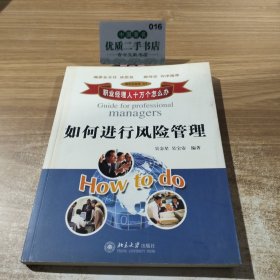 016
优质二手书店
职业经理人十万个怎么办
Guide for professional
managers
如何进行风险管理
编著
How to do
北京大学出版社